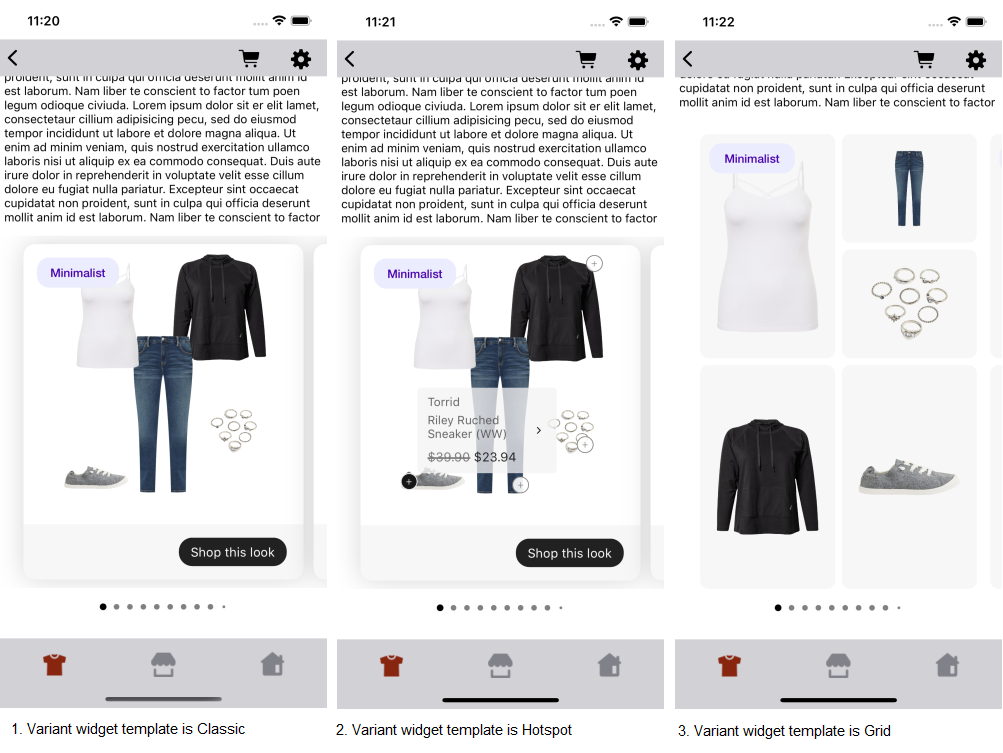 11:20
proident, sunt in culpa qui officia deserunt mollit anim id
est laborum. Nam liber te conscient to factor tum poen
legum odioque civiuda. Lorem ipsum dolor sit er elit lamet,
consectetaur cillium adipisicing pecu, sed do eiusmod
tempor incididunt ut labore et dolore magna aliqua. Ut
enim ad minim veniam, quis nostrud exercitation ullamco
laboris nisi ut aliquip ex ea commodo consequat. Duis aute
irure dolor in reprehenderit in voluptate velit esse cillum
dolore eu fugiat nulla pariatur. Excepteur sint occaecat
cupidatat non proident, sunt in culpa qui officia deserunt
mollit anim id est laborum. Nam liber te conscient to factor
Minimalist
Shop this look
1. Variant widget template is Classic
11:21
proident, sunt in culpa qui officia deserunt mollit anim id
est laborum. Nam liber te conscient to factor tum poen
legum odioque civiuda. Lorem ipsum dolor sit er elit lamet,
consectetaur cillium adipisicing pecu, sed do eiusmod
tempor incididunt ut labore et dolore magna aliqua. Ut
enim ad minim veniam, quis nostrud exercitation ullamco
laboris nisi ut aliquip ex ea commodo consequat. Duis aute
irure dolor in reprehenderit in voluptate velit esse cillum
dolore eu fugiat nulla pariatur. Excepteur sint occaecat
cupidatat non proident, sunt in culpa qui officia deserunt
mollit anim id est laborum. Nam liber te conscient to factor
Minimalist
Torrid
Riley Ruched
Sneaker (WW)
$39.90 $23.94
Shop this look
2. Variant widget template is Hotspot
11:22
dolore eu fugiat nulla pariatur. Excepteur sint occaecat
cupidatat non proident, sunt in culpa qui officia deserunt
mollit anim id est laborum. Nam liber te conscient to factor
Minimalist
3. Variant widget template is Grid